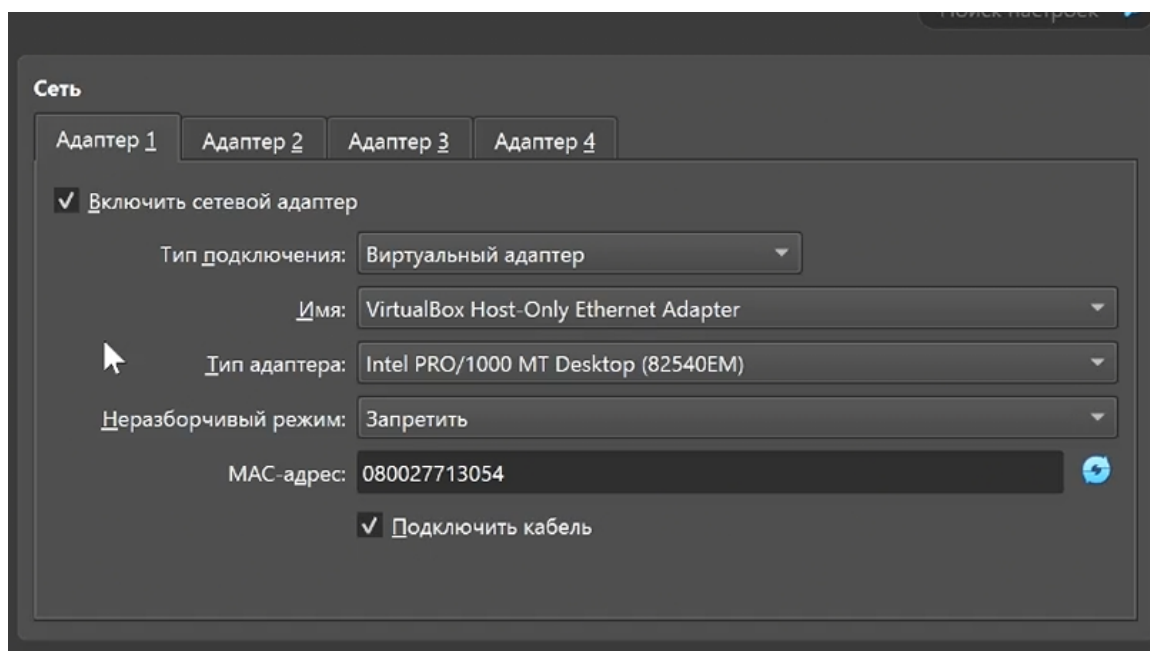 Поиск настроек
Сеть
Адаптер 1 Адаптер 2 Адаптер 3 Адаптер 4
Включить сетевой адаптер
Тип подключения: Виртуальный адаптер
Имя: VirtualBox Host-Only Ethernet Adapter
Тип адаптера: Intel PRO/1000 MT Desktop (82540EM)
Неразборчивый режим: Запретить
MAC-адрес: 080027713054
Подключить кабель